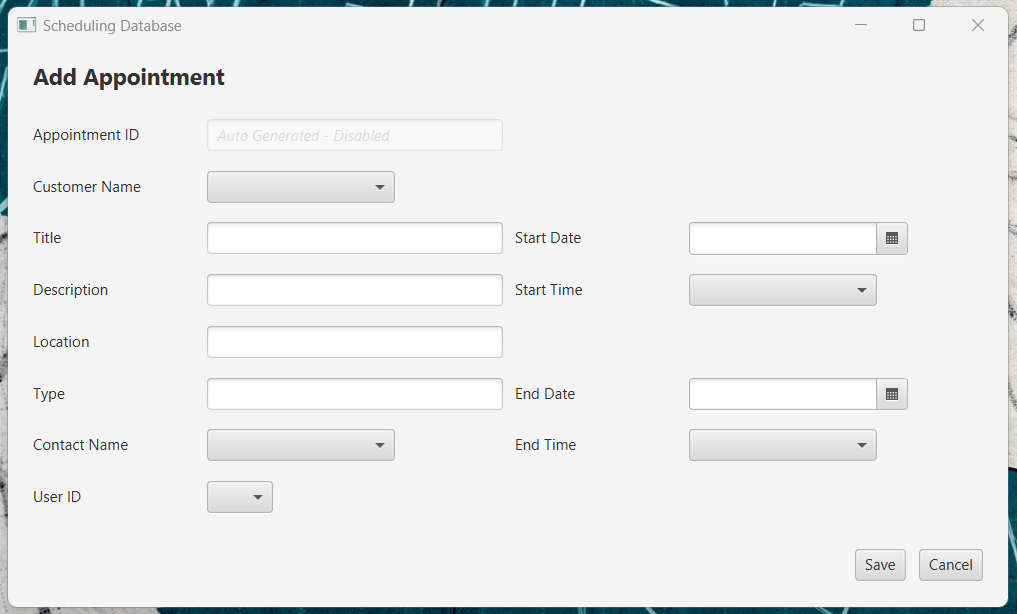 Scheduling Database
Add Appointment
Appointment ID
Auto Generated - Disabled
Customer Name
Title
Start Date
Description
Start Time
Location
Type
End Date
Contact Name
End Time
User ID
Save
Cancel